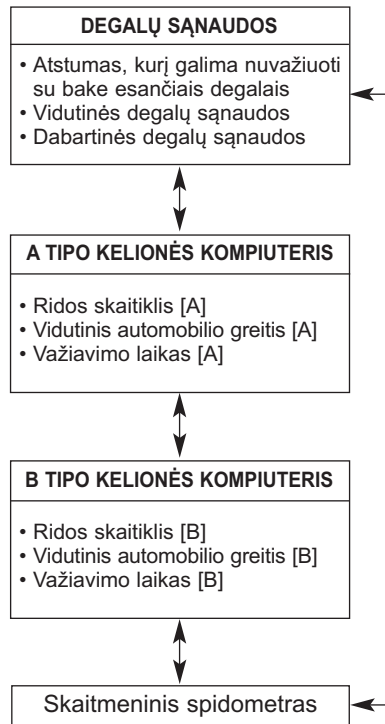 DEGALŲ SĄNAUDOS
• Atstumas, kurį galima nuvažiuoti
su bake esančiais degalais
• Vidutinės degalų sąnaudos
• Dabartinės degalų sąnaudos
A TIPO KELIONĖS KOMPIUTERIS
• Ridos skaitiklis [A]
• Vidutinis automobilio greitis [A]
• Važiavimo laikas [A]
B TIPO KELIONĖS KOMPIUTERIS
• Ridos skaitiklis [B]
• Vidutinis automobilio greitis [B]
• Važiavimo laikas [B]
Skaitmeninis spidometras